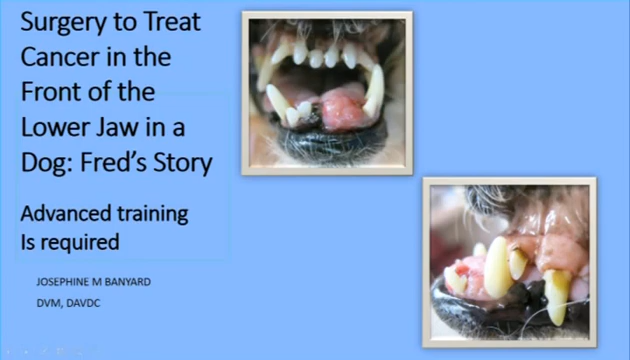 Surgery to Treat
Cancer in the
Front of the
Lower Jaw in a
Dog: Fred's Story
Advanced training
Is required
JOSEPHINE M BANYARD
DVM, DAVDC